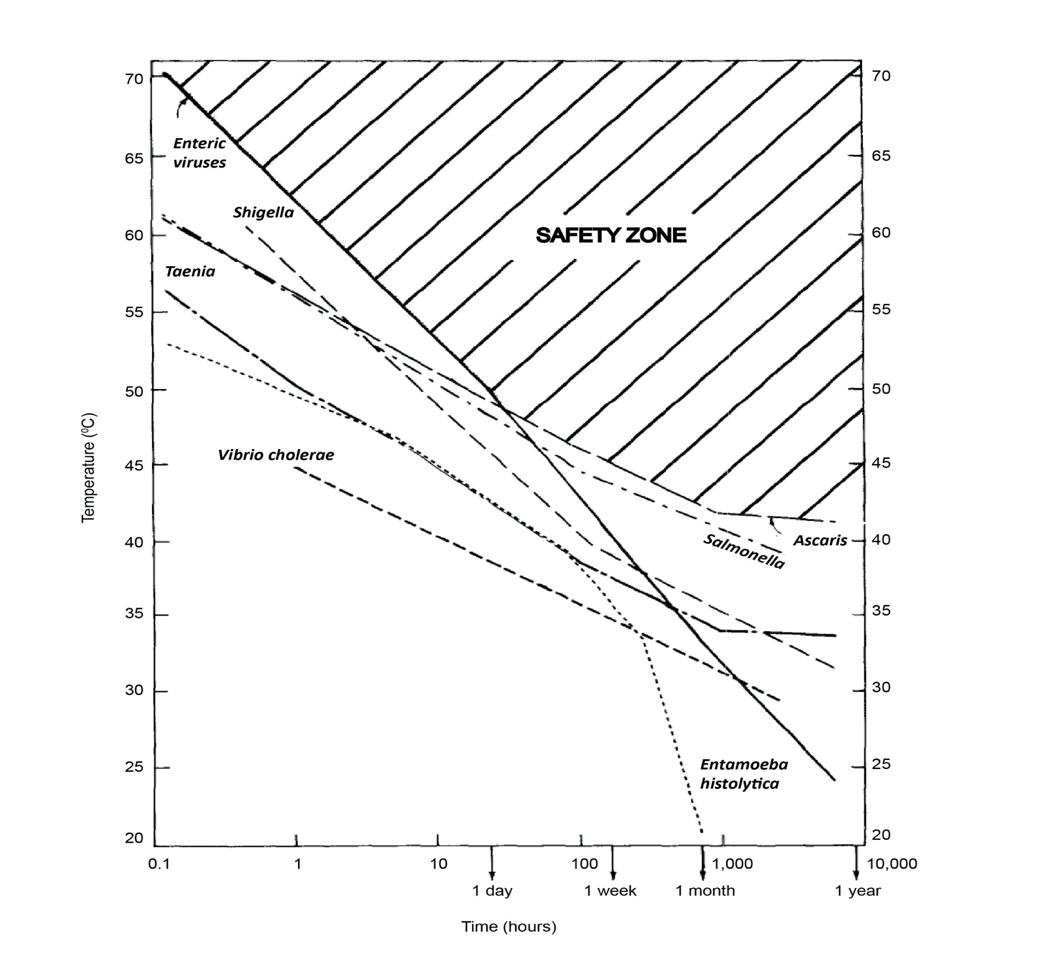 70
65
60
55
50
45
40
35
30
25
20
Temperature (⁰C)
Enteric
viruses
Shigella
Taenia
Vibrio cholerae
SAFETY ZONE
Salmonella
Ascaris
Entamoeba
histolytica
70
65
60
55
50
45
40
35
30
25
20
0.1 1 10 100 1,000 10,000
1 day 1 week 1 month 1 year
Time (hours)